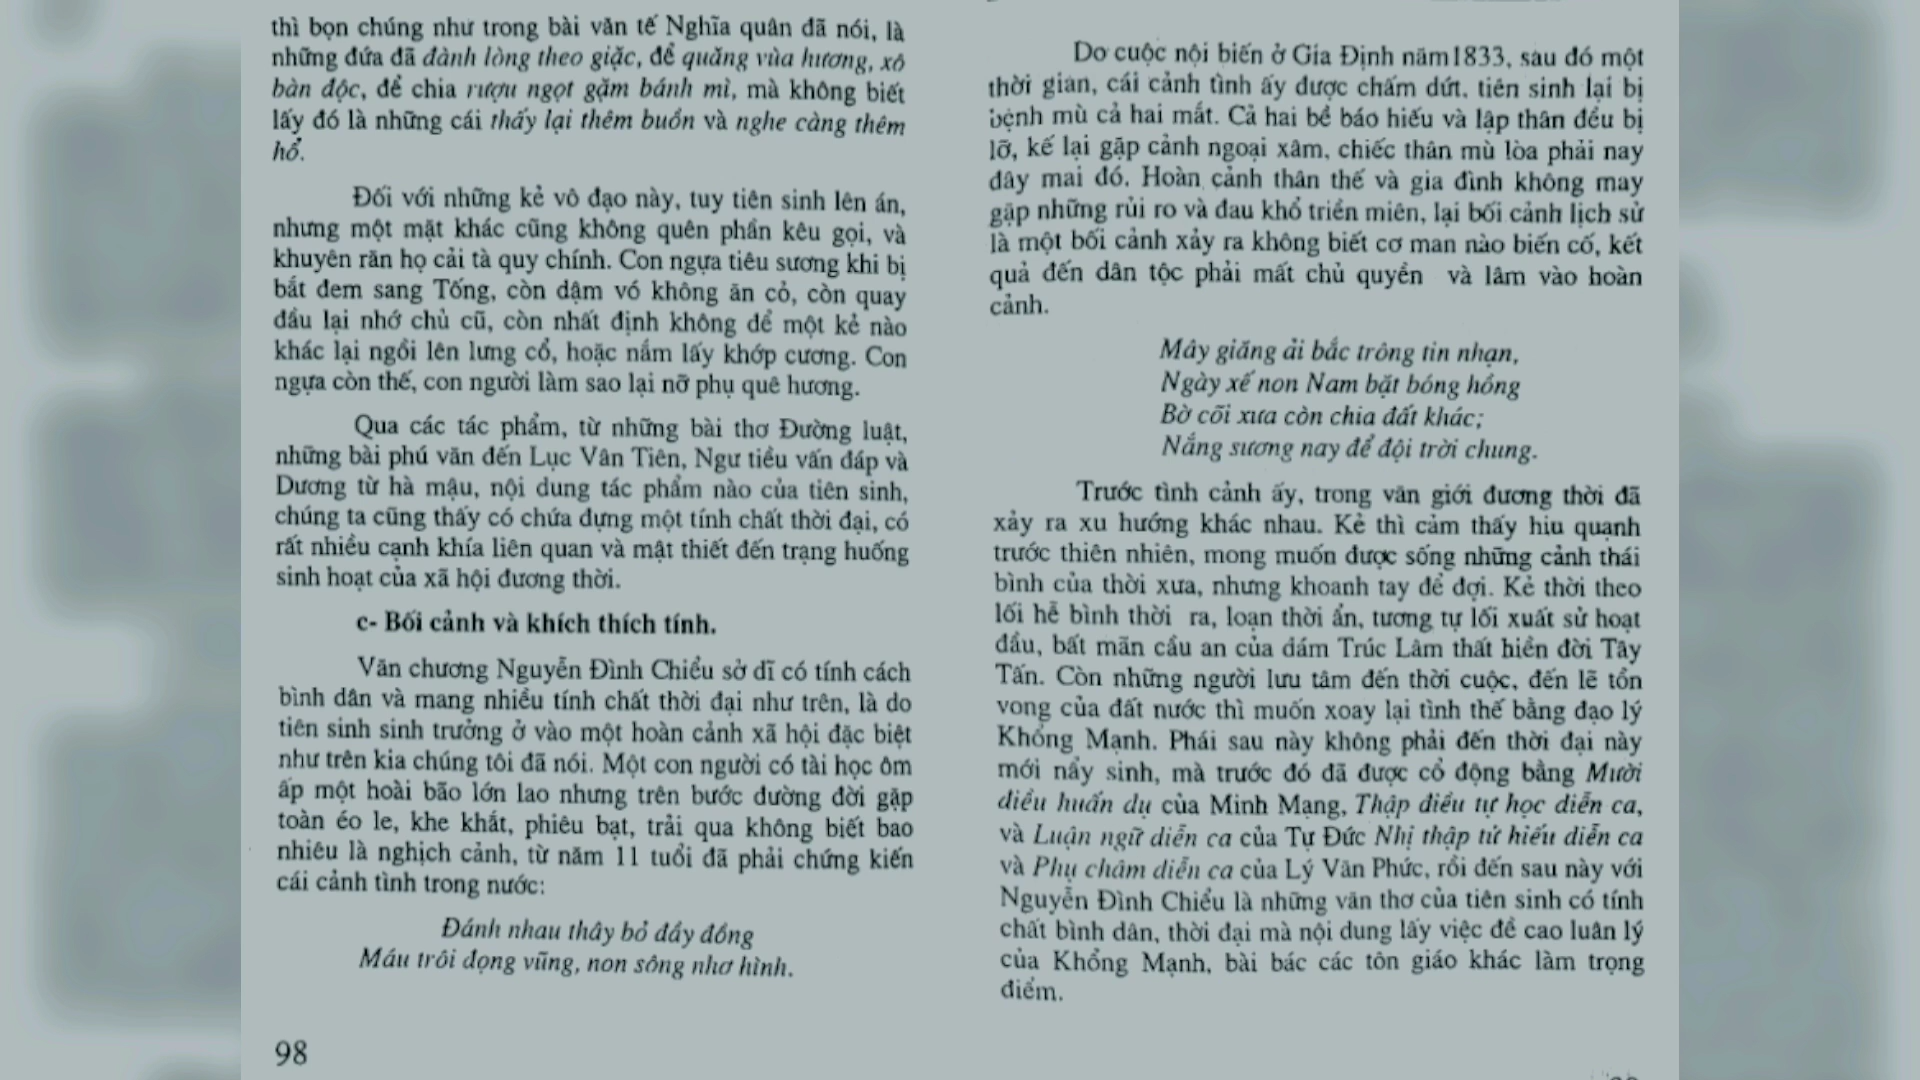 thì bọn chúng như trong bài văn tế Nghĩa quân đã nói, là
những đứa đã đành lòng theo giặc, để quăng vùa hương, xô
bàn độc, để chia rượu ngọt gặm bánh mì, mà không biết
lấy đó là những cái thấy lại thêm buồn và nghe càng thêm
hổ.
Đối với những kẻ vô đạo này, tuy tiên sinh lên án,
nhưng một mặt khác cũng không quên phần kêu gọi, và
khuyên răn họ cải tà quy chính. Con ngựa tiêu sương khi bị
bắt đem sang Tống, còn dậm vó không ăn cỏ, còn quay
đầu lại nhớ chủ cũ, còn nhất định không để một kẻ nào
khác lại ngồi lên lưng cổ, hoặc nắm lấy khớp cương. Con
ngựa còn thế, con người làm sao lại nỡ phụ quê hương.
Qua các tác phẩm, từ những bài thơ Đường luật,
những bài phú văn đến Lục Vân Tiên, Ngư tiều vấn đáp và
Dương từ hà mậu, nội dung tác phẩm nào của tiên sinh,
chúng ta cũng thấy có chứa đựng một tính chất thời đại, có
rất nhiều cạnh khía liên quan và mật thiết đến trạng huống
sinh hoạt của xã hội đương thời.
c- Bối cảnh và khích thích tính.
Văn chương Nguyễn Đình Chiểu sở dĩ có tính cách
bình dân và mang nhiều tính chất thời đại như trên, là do
tiên sinh sinh trưởng ở vào một hoàn cảnh xã hội đặc biệt
như trên kia chúng tôi đã nói. Một con người có tài học ôm
ấp một hoài bão lớn lao nhưng trên bước đường đời gặp
toàn éo le, khe khắt, phiêu bạt, trải qua không biết bao
nhiêu là nghịch cảnh, từ năm 11 tuổi đã phải chứng kiến
cái cảnh tình trong nước:
Đánh nhau thây bỏ đầy đồng
Máu trôi đọng vũng, non sông nhơ hình.
98
Do cuộc nội biến ở Gia Định năm1833, sau đó một
thời gian, cái cảnh tình ấy được chấm dứt, tiên sinh lại bị
bệnh mù cả hai mắt. Cả hai bề báo hiếu và lập thân đều bị
lỡ, kế lại gặp cảnh ngoại xâm, chiếc thân mù lòa phải nay
đây mai đó. Hoàn cảnh thân thế và gia đình không may
gặp những rủi ro và đau khổ triền miên, lại bối cảnh lịch sử
là một bối cảnh xảy ra không biết cơ man nào biến cố, kết
quả đến dân tộc phải mất chủ quyền và lâm vào hoàn
cảnh.
Mây giăng ải bắc trông tin nhạn,
Ngày xế non Nam bặt bóng hồng
Bờ cõi xưa còn chia đất khác;
Nắng sương nay để đội trời chung.
Trước tình cảnh ấy, trong văn giới đương thời đã
xảy ra xu hướng khác nhau. Kẻ thì cảm thấy hiu quạnh
trước thiên nhiên, mong muốn được sống những cảnh thái
bình của thời xưa, nhưng khoanh tay để đợi. Kẻ thời theo
lối hễ bình thời ra, loạn thời ẩn, tương tự lối xuất sử hoạt
đầu, bất mãn cầu an của đám Trúc Lâm thất hiền đời Tây
Tấn. Còn những người lưu tâm đến thời cuộc, đến lẽ tồn
vong của đất nước thì muốn xoay lại tình thế bằng đạo lý
Khổng Mạnh. Phái sau này không phải đến thời đại này
mới nẩy sinh, mà trước đó đã được cổ động bằng Mười
điều huấn dụ của Minh Mạng, Thập điều tự học diễn ca,
và Luận ngữ diễn ca của Tự Đức Nhị thập tứ hiếu diễn ca
và Phụ châm diễn ca của Lý Văn Phức, rồi đến sau này với
Nguyễn Đình Chiểu là những văn thơ của tiên sinh có tính
chất bình dân, thời đại mà nội dung lấy việc đề cao luân lý
của Khổng Mạnh, bài bác các tôn giáo khác làm trọng
điểm.